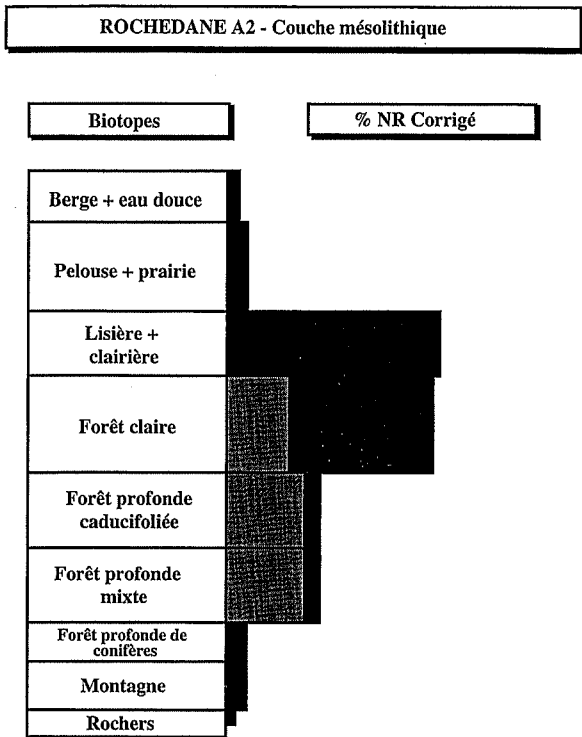 ROCHEDANE A2 - Couche mésolithique
Biotopes
% NR Corrigé
Berge + eau douce
Pelouse + prairie
Lisière +
clairière
Forêt claire
Forêt profonde
caducifoliée
Forêt profonde
mixte
Forêt profonde de
conifères
Montagne
Rochers